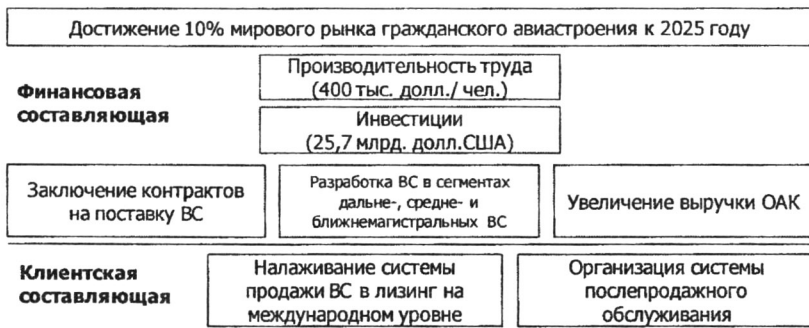 Достижение 10% мирового рынка гражданского авиастроения к 2025 году
Финансовая
составляющая
Производительность труда
(400 тыс. долл./ чел.)
Инвестиции
(25,7 млрд. долл.США)
Заключение контрактов
на поставку ВС
Разработка ВС в сегментах
дальне-, средне- и
ближнемагистральных ВС
Увеличение выручки ОАК
Клиентская
составляющая
Налаживание системы
продажи ВС в лизинг на
международном уровне
Организация системы
послепродажного
обслуживания